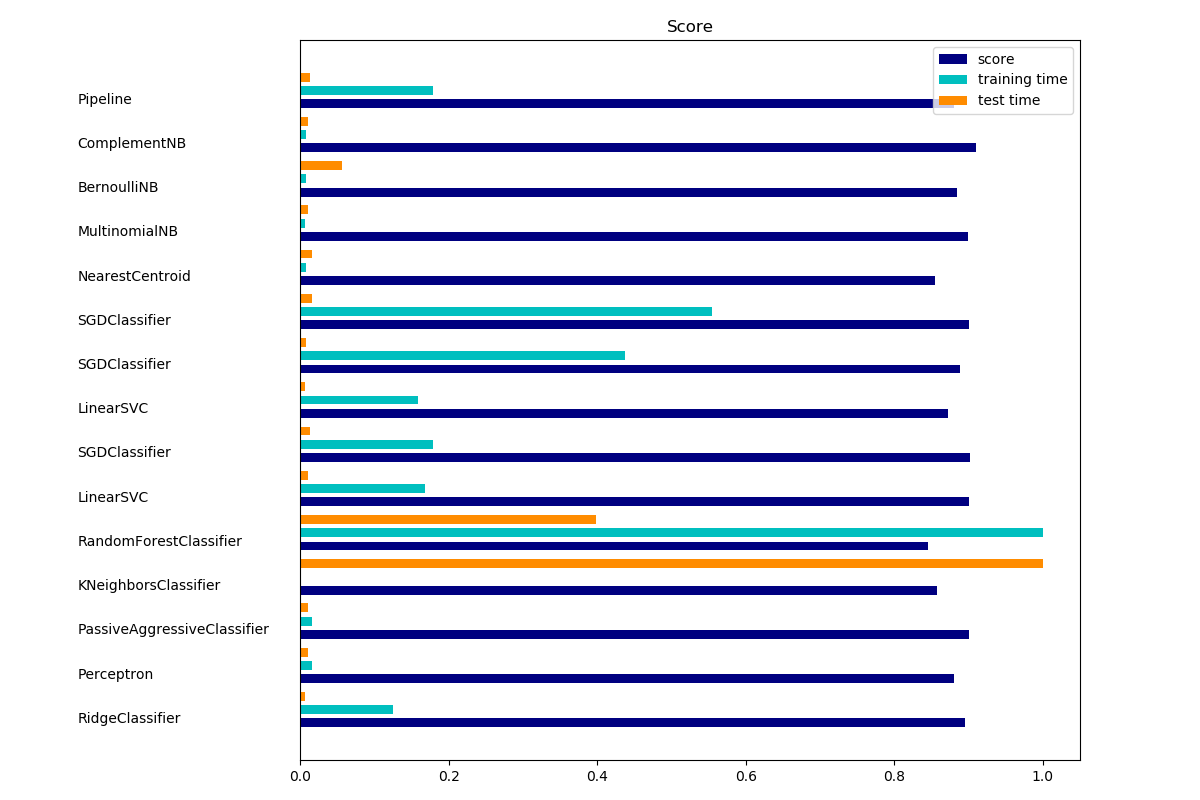 Score
score
training time
test time
Pipeline
ComplementNB
BernoulliNB
MultinomialNB
NearestCentroid
SGDClassifier
SGDClassifier
LinearSVC
SGDClassifier
LinearSVC
RandomForestClassifier
KNeighborsClassifier
PassiveAggressiveClassifier
Perceptron
RidgeClassifier
0.0 0.2 0.4 0.6 0.8 1.0